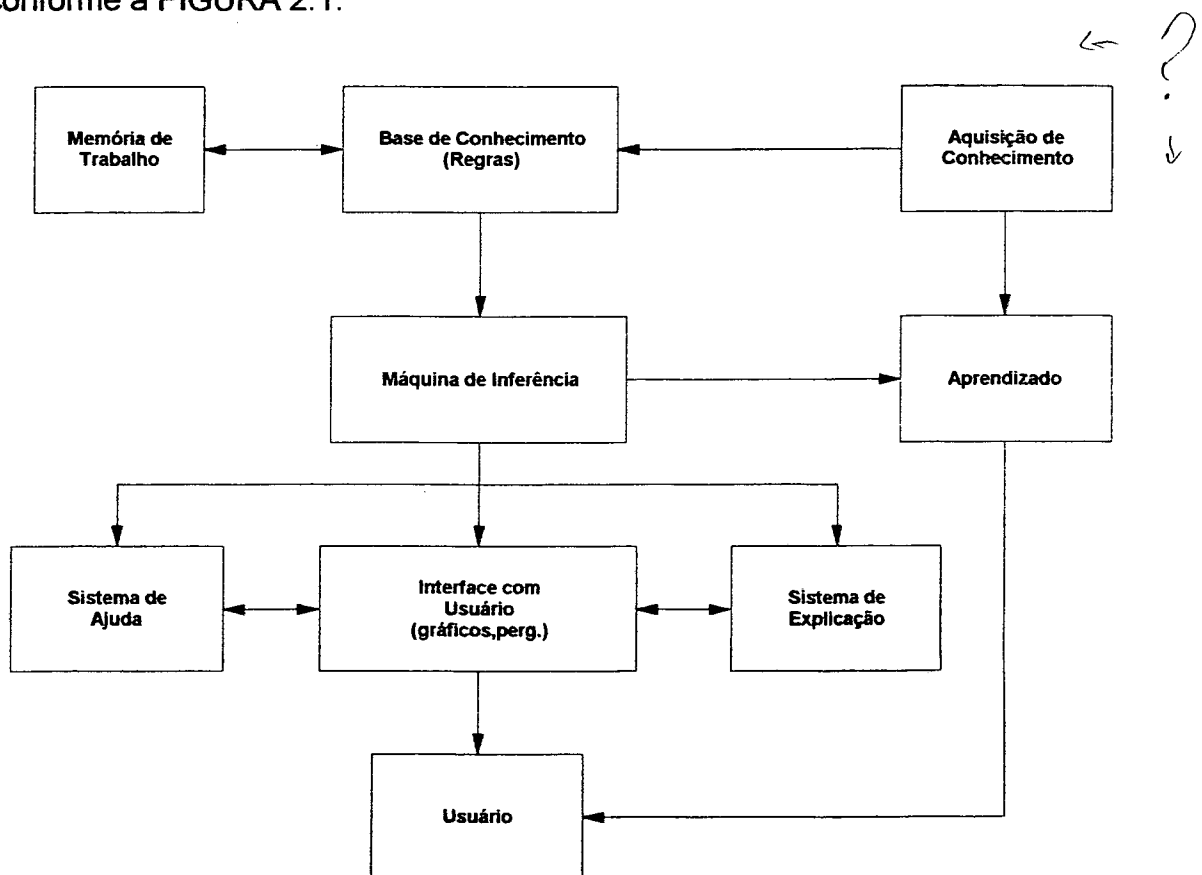 conforme a FIGURA 2.1.
?
Memória de
Trabalho
Base de Conhecimento
(Regras)
Aquisição de
Conhecimento
Máquina de Inferência
Aprendizado
Sistema de
Ajuda
Interface com
Usuário
(gráficos,perg.)
Sistema de
Explicação
Usuário